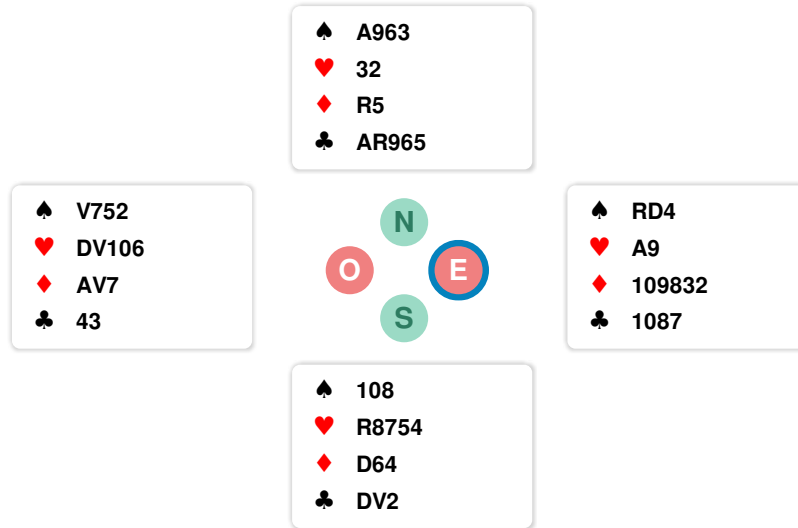 ♠ A963
♥ 32
♦ R5
♣ AR965
♠ V752
♥ DV106
♦ AV7
♣ 43
N
O E
S
♠ RD4
♥ A9
♦ 109832
♣ 1087
♠ 108
♥ R8754
♦ D64
♣ DV2